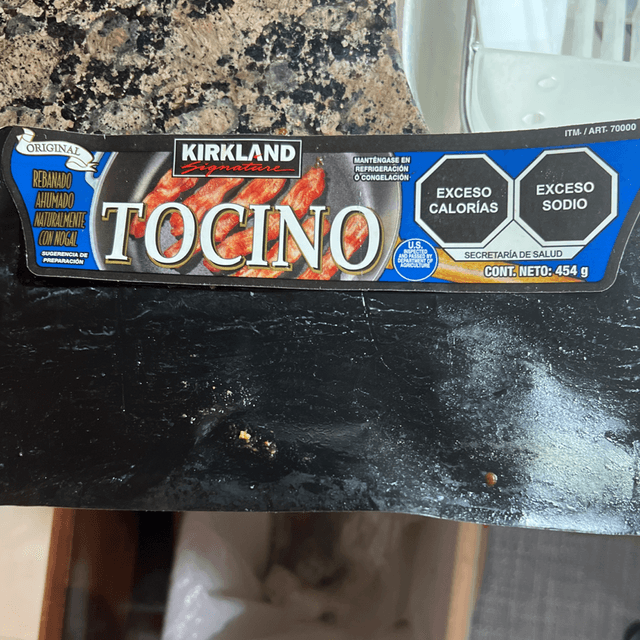 ITM. / ART. 70000
ORIGINAL
KIRKLAND
Signature
REBANADO
AHUMADO
NATURALMENTE
CON NOGAL
SUGERENCIA DE
PREPARACIÓN
TOCINO
MANTÉNGASE EN
REFRIGERACIÓN
O CONGELACIÓN
U.S.
INSPECTED
AND PASSED BY
DEPARTMENT OF
AGRICULTURE
EXCESO
CALORÍAS
EXCESO
SODIO
SECRETARÍA DE SALUD
CONT. NETO: 454 g